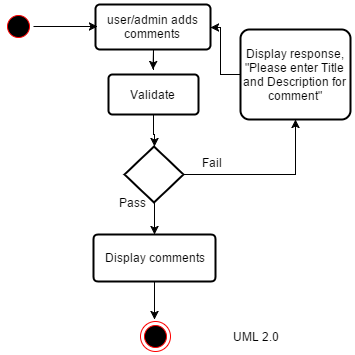 user/admin adds
comments
Display response,
"Please enter Title
and Description for
comment"
Validate
Fail
Pass
Display comments
UML 2.0